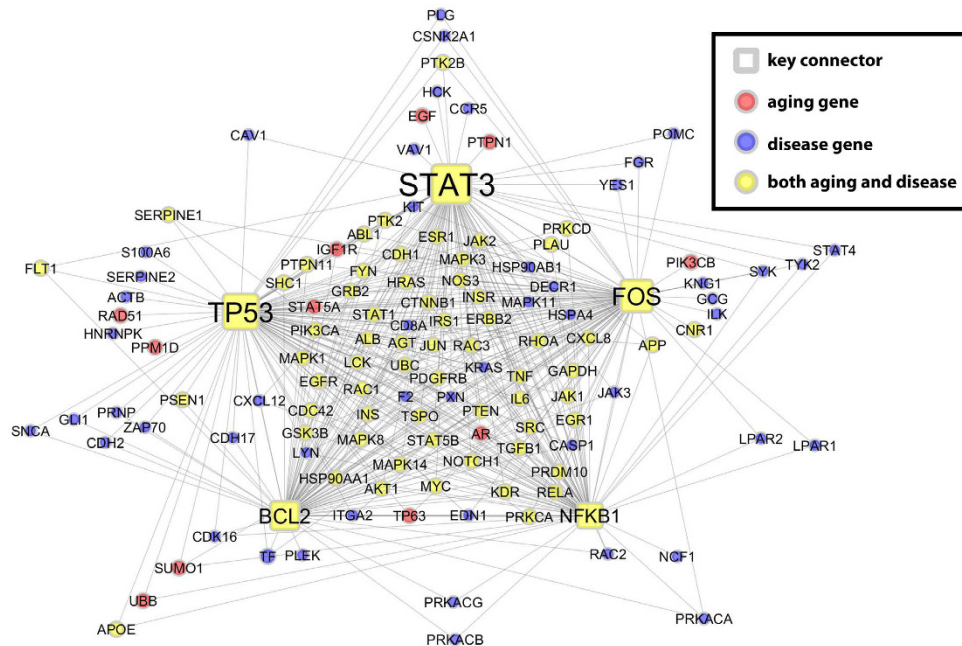 PLG
CSNK2A1
PTK2B
HCK
CCR5
EGF
CAV1
PTPN1
POMC
VAV1
FGR
STAT3
YES1
KIT
SERPINE1
PTK2
PRKCD
ABL1
ESR1
JAK2
PLAU
S100A6
IGF1R
CDH1
MAPK3
STAT4
FLT1
PTPN11
HSP90AB1
PIK3CB
TYK2
SERPINE2
SHC1
FYN
HRAS
NOS3
DECR1
KNG1
SYK
ACTB
GRB2
CTNNB1
INSR
MAPK11
FOS
GCG
RAD51
TP53
STAT5A
STAT1
CD8A
IRS1
ERBB2
HSPA4
ILK
HNRNPK
PIK3CA
CNR1
PPM1D
ALB
AGT
JUN
RAC3
RHOA
CXCL8
APP
MAPK1
LCK
UBC
KRAS
GAPDH
EGFR
RAC1
PDGFRB
TNF
PSEN1
CXCL12
F2
PXN
IL6
JAK1
JAK3
CDC42
INS
TSPO
PTEN
EGR1
GLI1
PRNP
ZAP70
SNCA
CDH2
CDH17
GSK3B
MAPK8
STAT5B
AR
SRC
CASP1
LPAR2
LPAR1
LYN
TGFB1
MAPK14
NOTCH1
PRDM10
HSP90AA1
AKT1
MYC
KDR
RELA
BCL2
ITGA2
TP63
EDN1
PRKCA
NFKB1
CDK16
TF
PLEK
RAC2
NCF1
SUMO1
UBB
PRKACG
PRKACA
APOE
PRKACB
key connector
aging gene
disease gene
both aging and disease